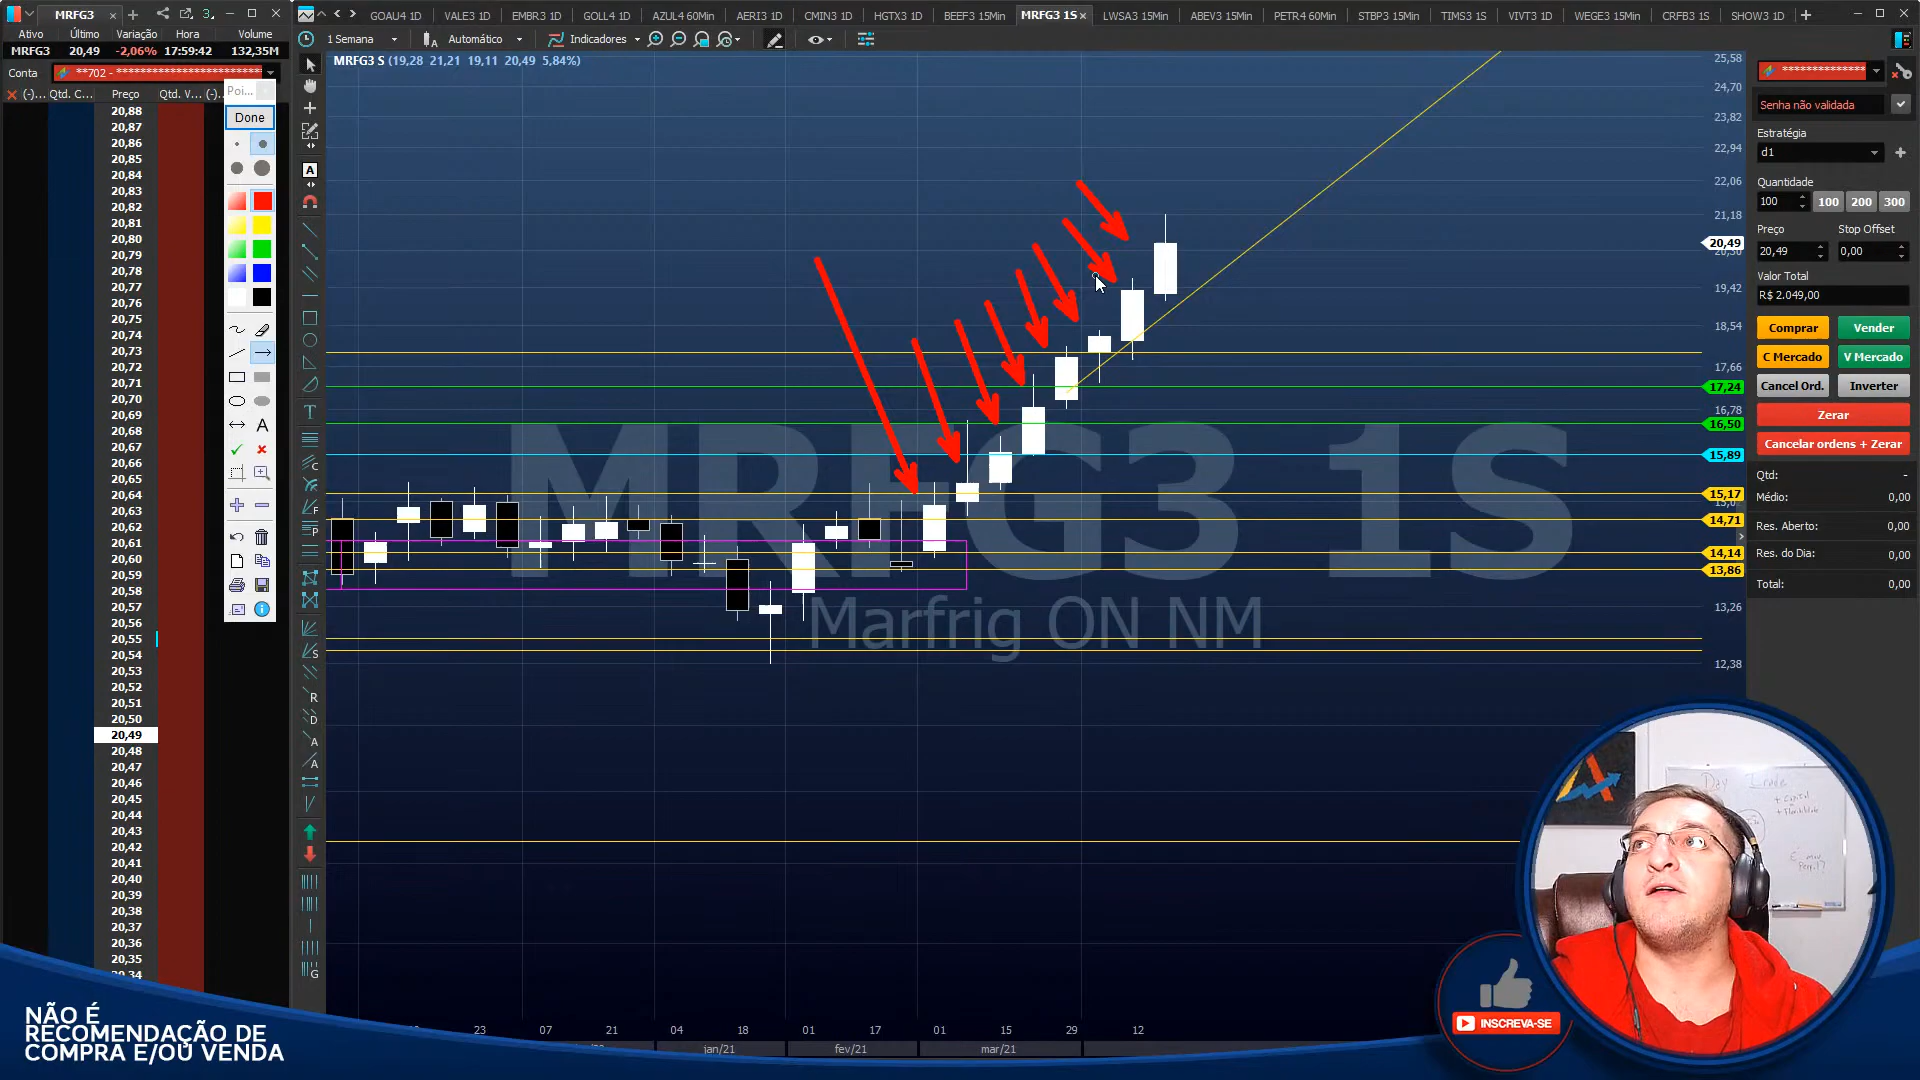 MRFG3
GOAU4 1D
VALE3 1D
EMBR3 1D
GOLL4 1D
AZUL4 60Min
AERI3 1D
CMIN3 1D
HGTX3 1D
BEEF3 15Min
MRFG3 1S
LWSA3 15Min
ABEV3 15Min
PETR4 60Min
STBP3 15Min
TIMS3 1S
VIVT3 1D
WEGE3 15Min
CRFB3 1S
SHOW3 1D
Ativo Último Variação Hora Volume
MRFG3 20,49 -2,06% 17:59:42 132,35M
1 Semana
Automático
Indicadores
MRFG3 S (19,28 21,21 19,11 20,49 5,84%)
Conta **702 - **************************
(-)... Qtd. C... Preço Qtd. V... (-)...
Poi...
Done
20,88
20,87
20,86
20,85
20,84
20,83
20,82
20,81
20,80
20,79
20,78
20,77
20,76
20,75
20,74
20,73
20,72
20,71
20,70
20,69
20,68
20,67
20,66
20,65
20,64
20,63
20,62
20,61
20,60
20,59
20,58
20,57
20,56
20,55
20,54
20,53
20,52
20,51
20,50
20,49
20,48
20,47
20,46
20,45
20,44
20,43
20,42
20,41
20,40
20,39
20,38
20,37
20,36
20,35
20,34
MRFG3 1S
Marfrig ON NM
25,58
24,70
23,82
22,94
22,06
21,18
20,49
20,30
19,42
18,54
17,66
17,24
16,78
16,50
15,89
15,17
14,71
14,14
13,86
13,26
12,38
23
07
21
04
18
01
17
01
15
29
12
jan/21
fev/21
mar/21
***************
Senha não validada
Estratégia
d1
Quantidade
100 100 200 300
Preço Stop Offset
20,49 0,00
Valor Total
R$ 2.049,00
Comprar Vender
C Mercado V Mercado
Cancel Ord. Inverter
Zerar
Cancelar ordens + Zerar
Qtd: -
Médio: 0,00
Res. Aberto: 0,00
Res. do Dia: 0,00
Total: 0,00
Day Trade
+ Capital
NÃO É
RECOMENDAÇÃO DE
COMPRA E/OU VENDA
INSCREVA-SE